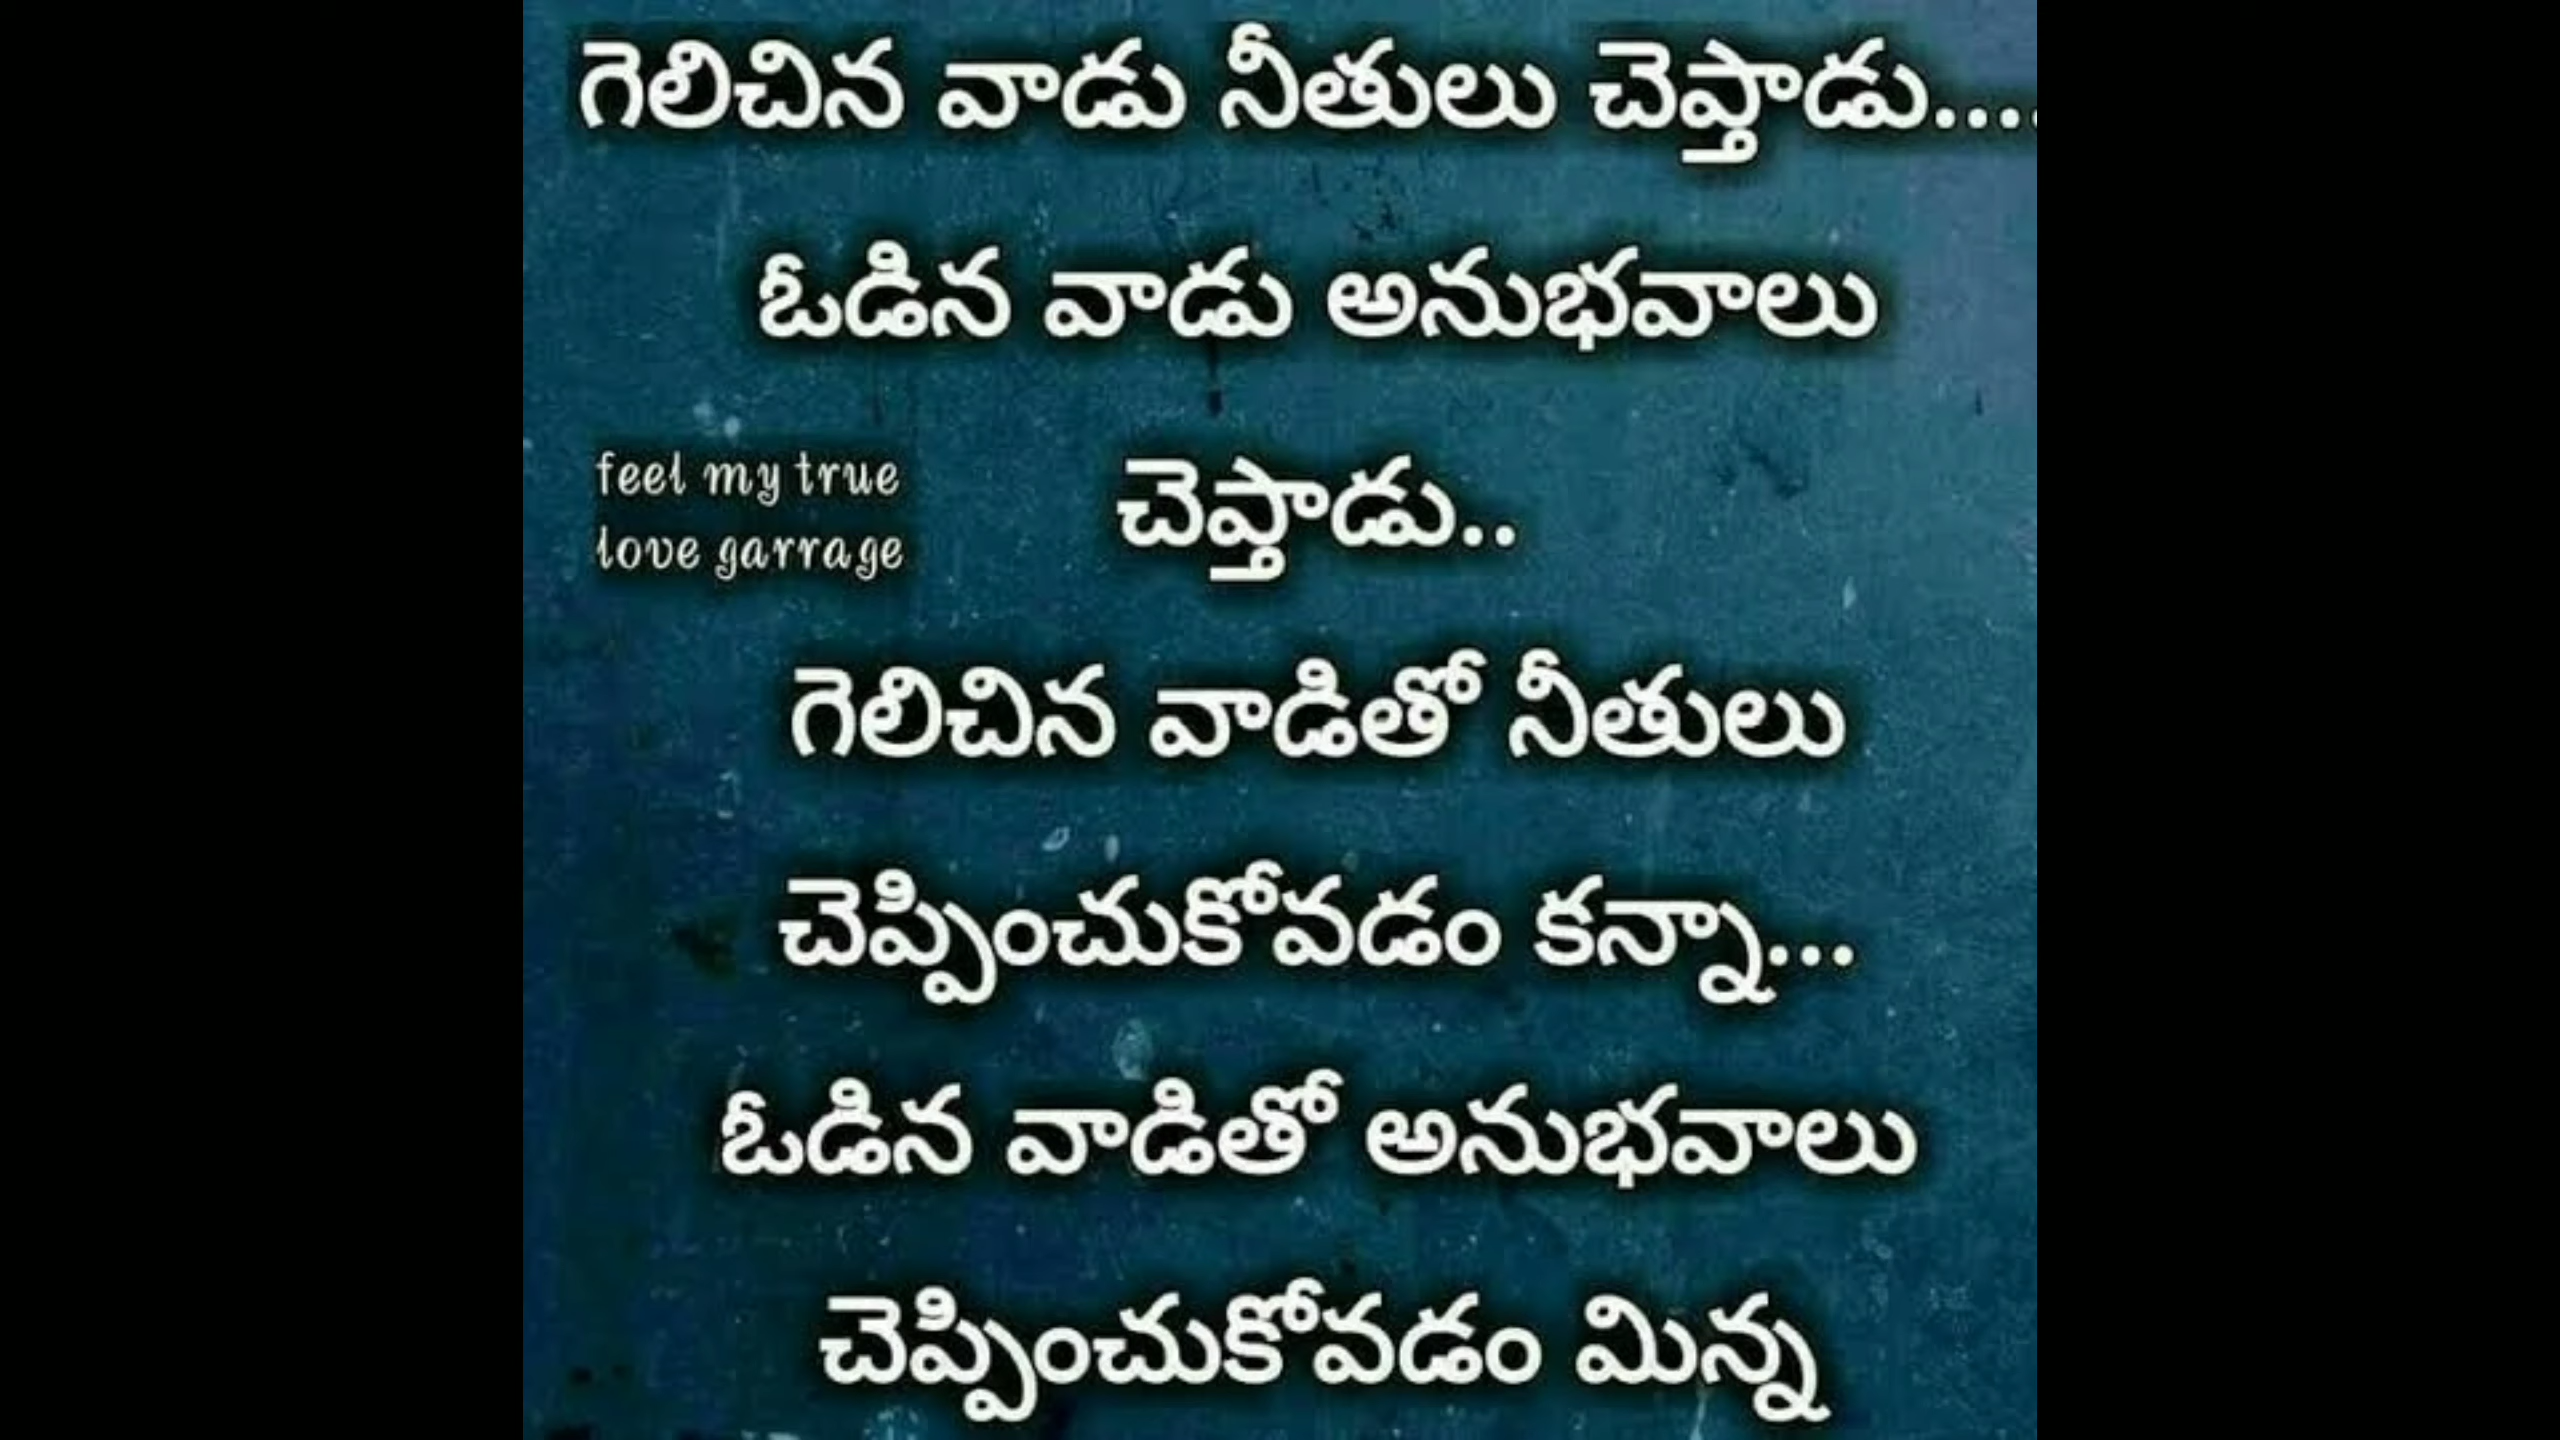 గెలిచిన వాడు నీతులు చెప్తాడు....
ఓడిన వాడు అనుభవాలు
feel my true
love garrage
చెప్తాడు..
గెలిచిన వాడితో నీతులు
చెప్పించుకోవడం కన్నా...
ఓడిన వాడితో అనుభవాలు
చెప్పించుకోవడం మిన్న